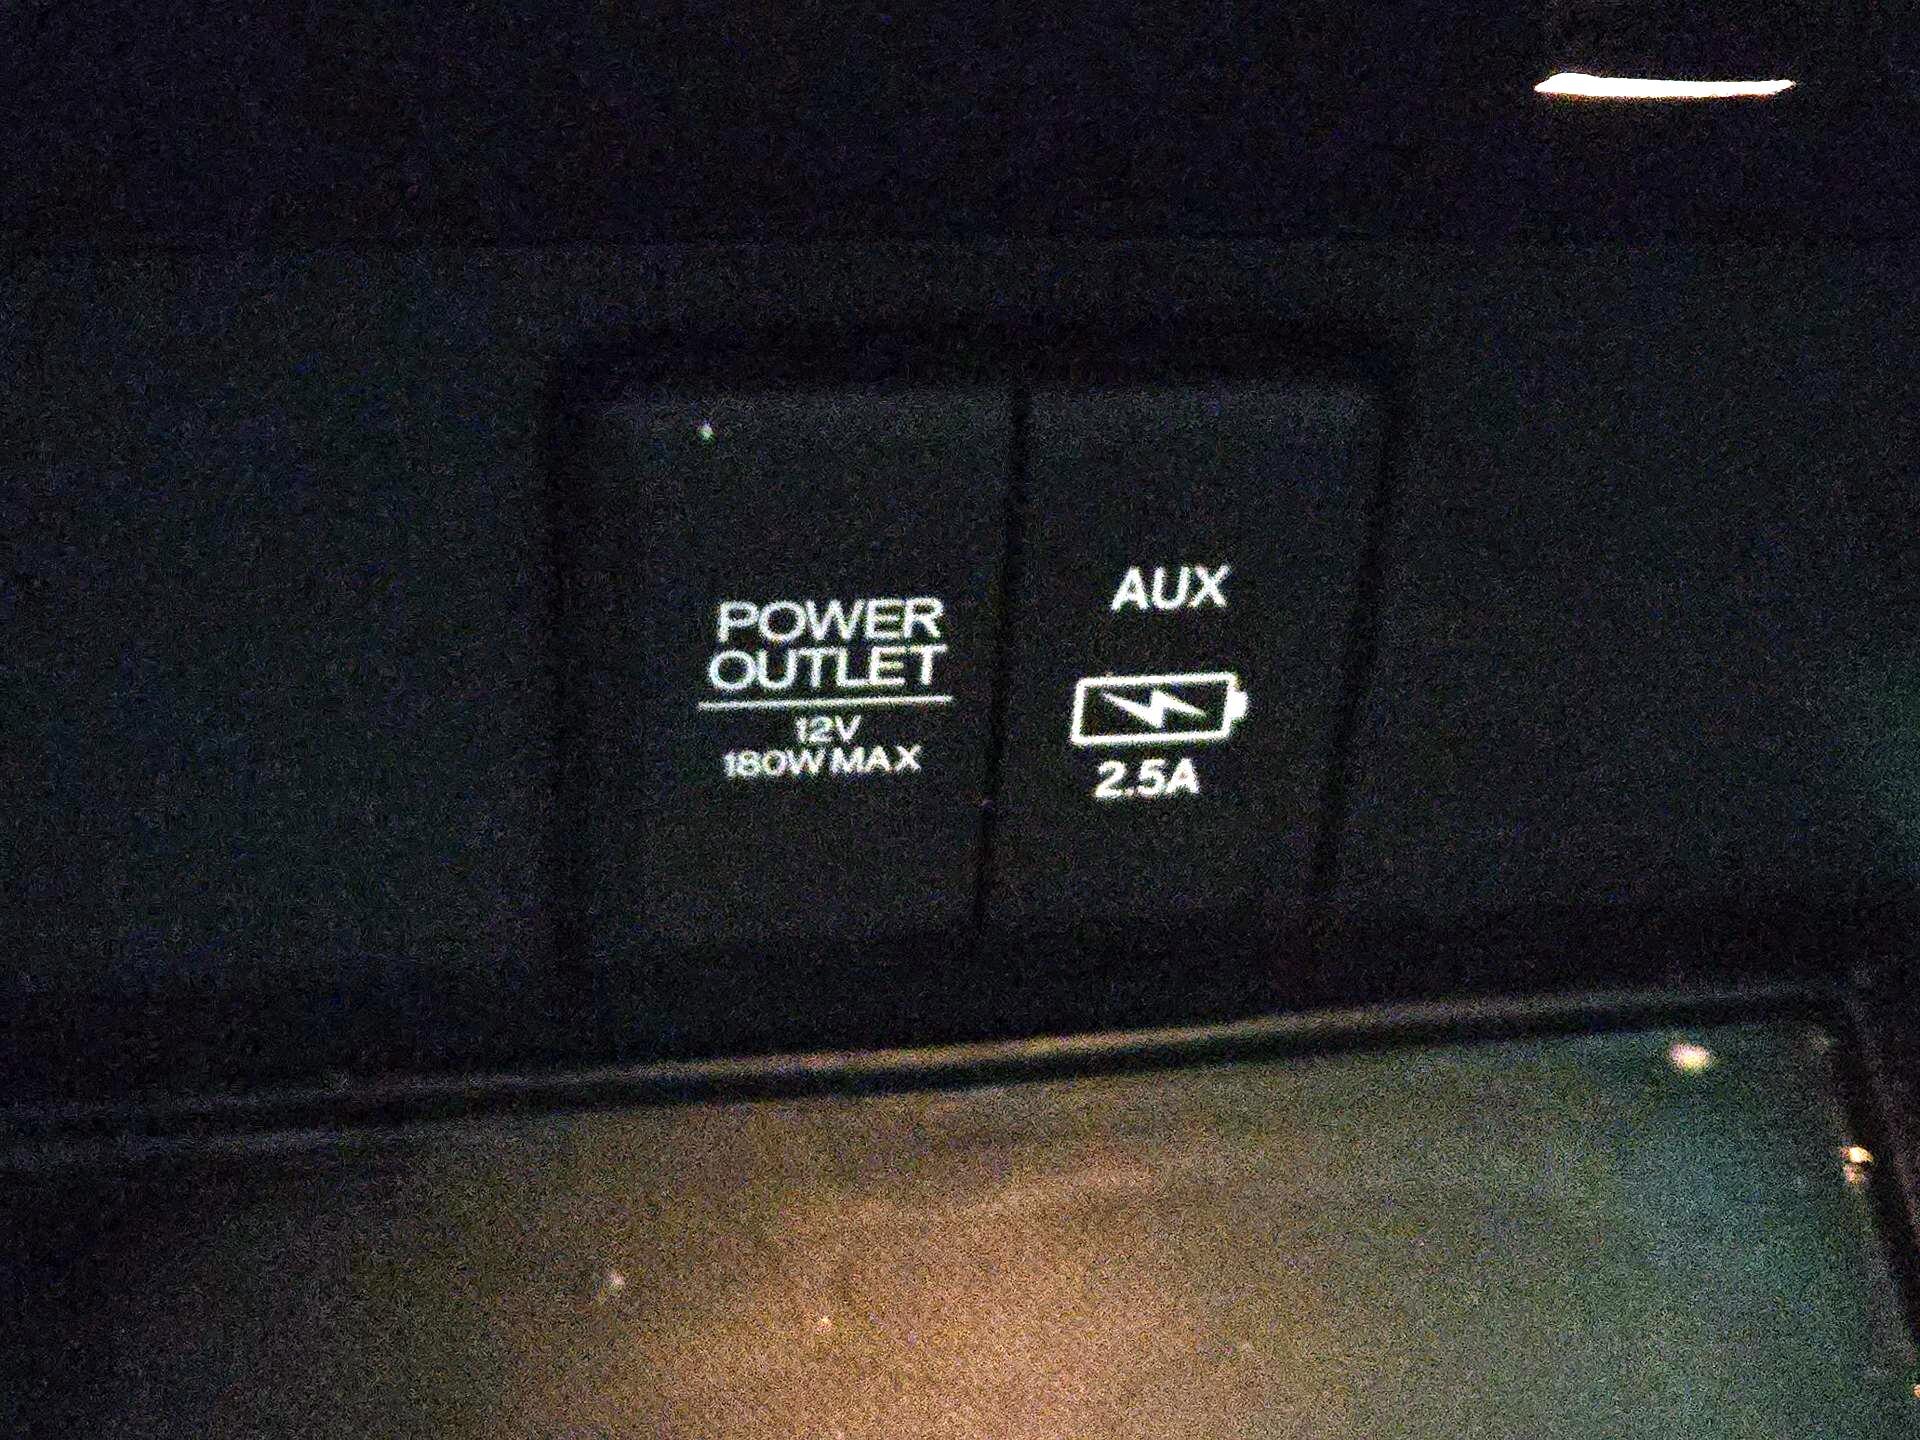 POWER
OUTLET
12V
180W MAX
AUX
2.5A